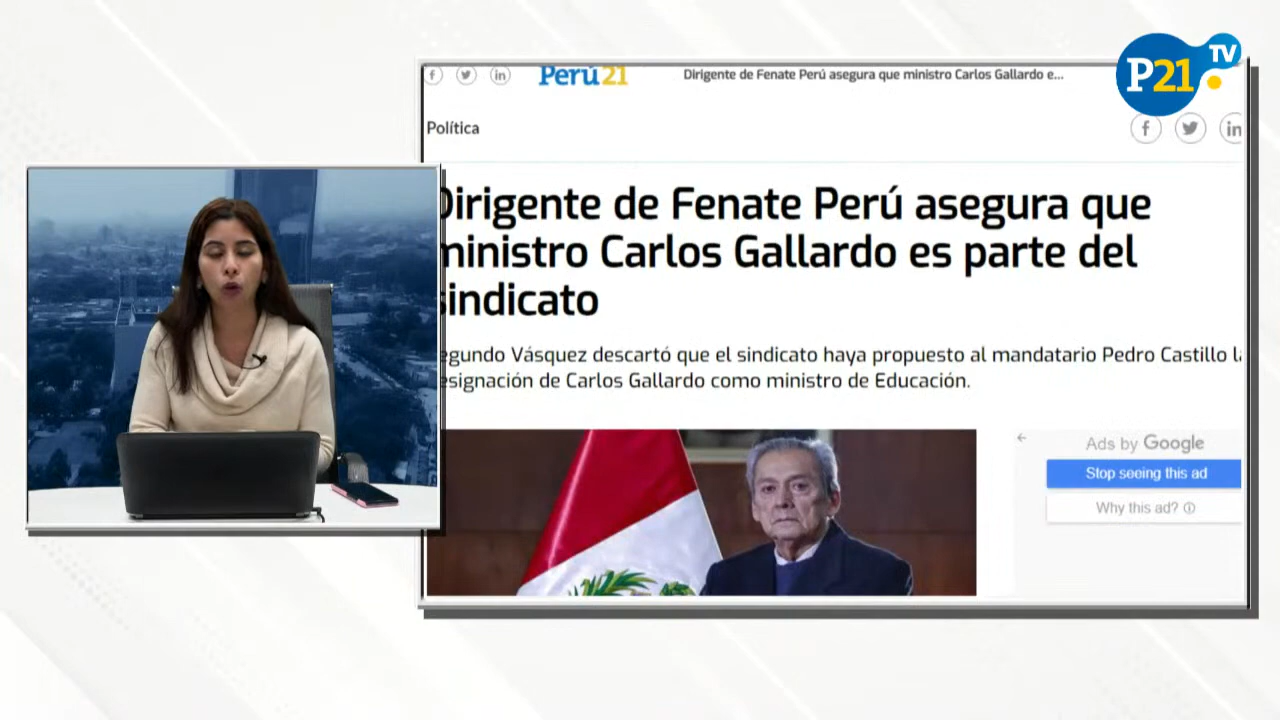 P21
TV
Perú21
Dirigente de Fenate Perú asegura que ministro Carlos Gallardo e...
Política
Dirigente de Fenate Perú asegura que
ministro Carlos Gallardo es parte del
sindicato
egundo Vásquez descartó que el sindicato haya propuesto al mandatario Pedro Castillo l
esignación de Carlos Gallardo como ministro de Educación.
Ads by Google
Stop seeing this ad
Why this ad?